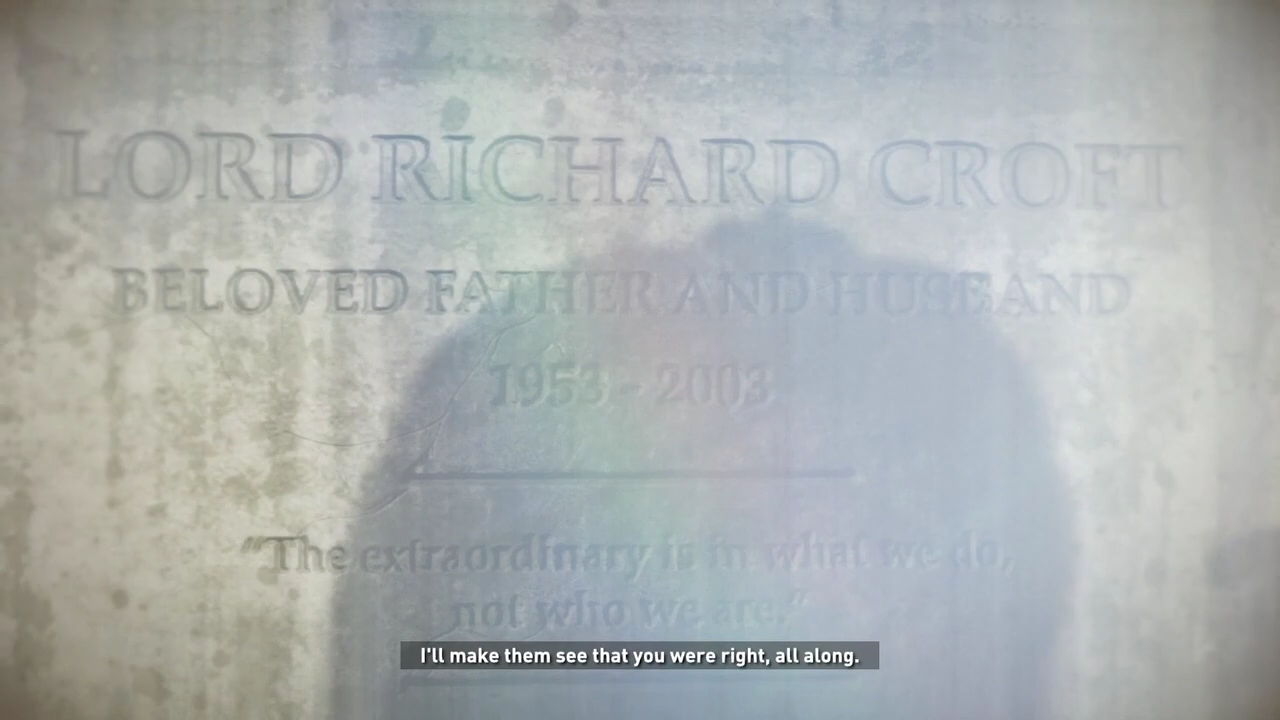 LORD RICHARD CROFT
BELOVED FATHER AND HUSBAND
1953 - 2003
"The extraordinary is in what we do,
not who we are."
I'll make them see that you were right, all along.